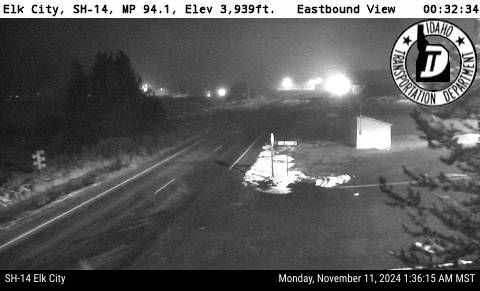 Elk City, SH-14, MP 94.1, Elev 3,939ft. Eastbound View 00:32:34
IDAHO
TRANSPORTATION DEPARTMENT
SH-14 Elk City Monday, November 11, 2024 1:36:15 AM MST